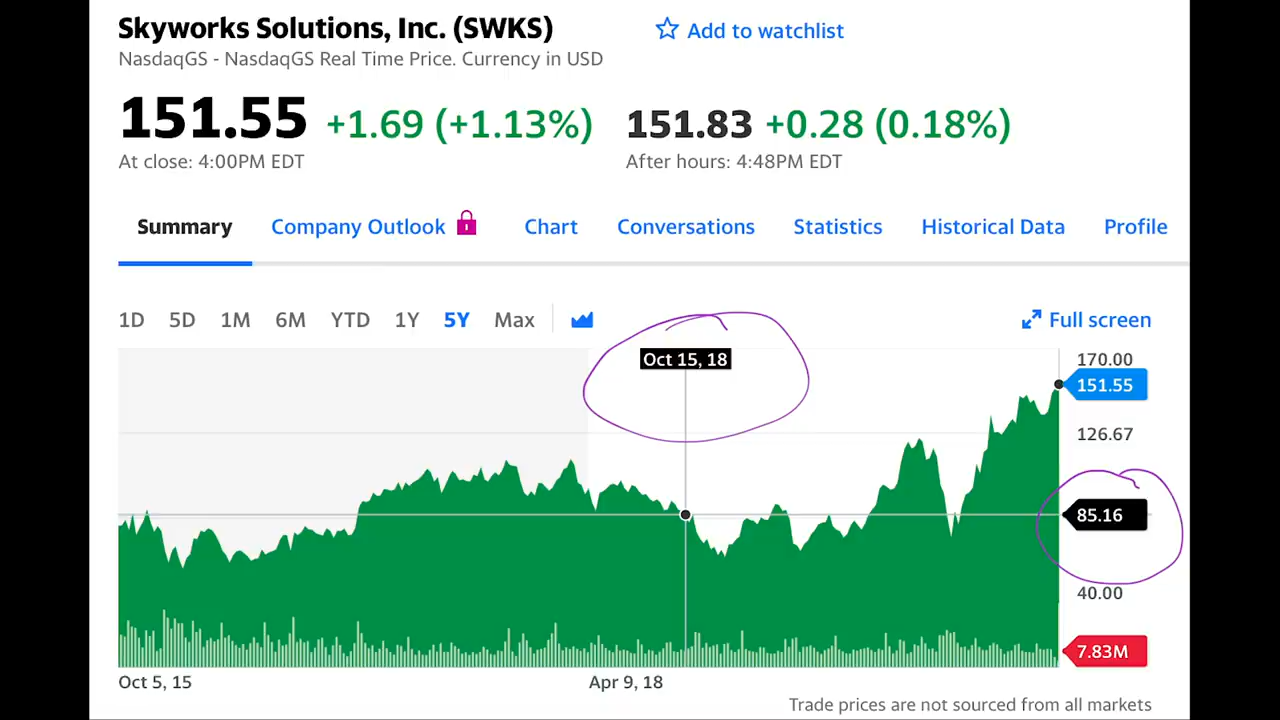 Skyworks Solutions, Inc. (SWKS)
Add to watchlist
NasdaqGS - NasdaqGS Real Time Price. Currency in USD
151.55 +1.69 (+1.13%) 151.83 +0.28 (0.18%)
At close: 4:00PM EDT After hours: 4:48PM EDT
Summary Company Outlook Chart Conversations Statistics Historical Data Profile
1D 5D 1M 6M YTD 1Y 5Y Max Full screen
Oct 15, 18
170.00
151.55
126.67
85.16
40.00
7.83M
Oct 5, 15 Apr 9, 18
Trade prices are not sourced from all markets